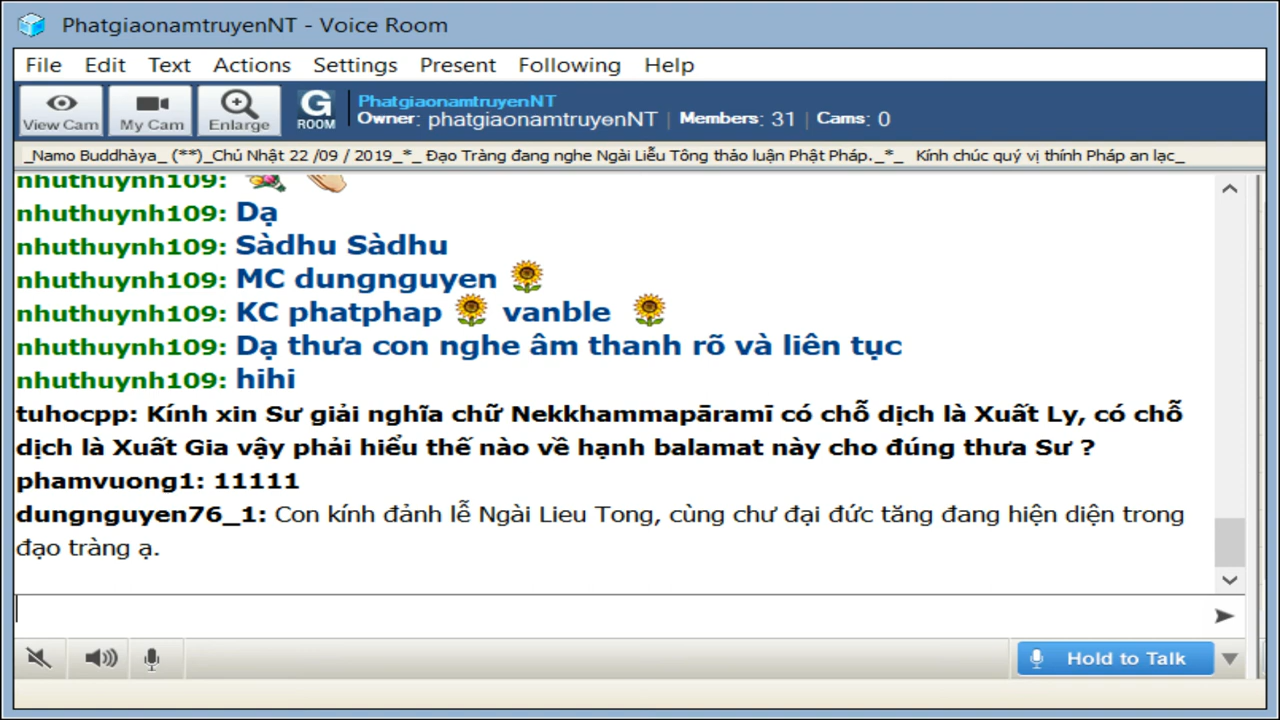 PhatgiaonamtruyenNT - Voice Room
File Edit Text Actions Settings Present Following Help
View Cam My Cam Enlarge G ROOM
PhatgiaonamtruyenNT
Owner: phatgiaonamtruyenNT | Members: 31 | Cams: 0
_Namo Buddhàya_ (**)_Chủ Nhật 22 /09 / 2019_*_ Đạo Tràng đang nghe Ngài Liễu Tông thảo luận Phật Pháp._*_ Kính chúc quý vị thính Pháp an lạc_
nhuthuynh109:
nhuthuynh109: Dạ
nhuthuynh109: Sàdhu Sàdhu
nhuthuynh109: MC dungnguyen
nhuthuynh109: KC phatphap vanble
nhuthuynh109: Dạ thưa con nghe âm thanh rõ và liên tục
nhuthuynh109: hihi
tuhocpp: Kính xin Sư giải nghĩa chữ Nekkhammapāramī có chỗ dịch là Xuất Ly, có chỗ
dịch là Xuất Gia vậy phải hiểu thế nào về hạnh balamat này cho đúng thưa Sư ?
phamvuong1: 11111
dungnguyen76_1: Con kính đảnh lễ Ngài Lieu Tong, cùng chư đại đức tăng đang hiện diện trong
đạo tràng ạ.
Hold to Talk